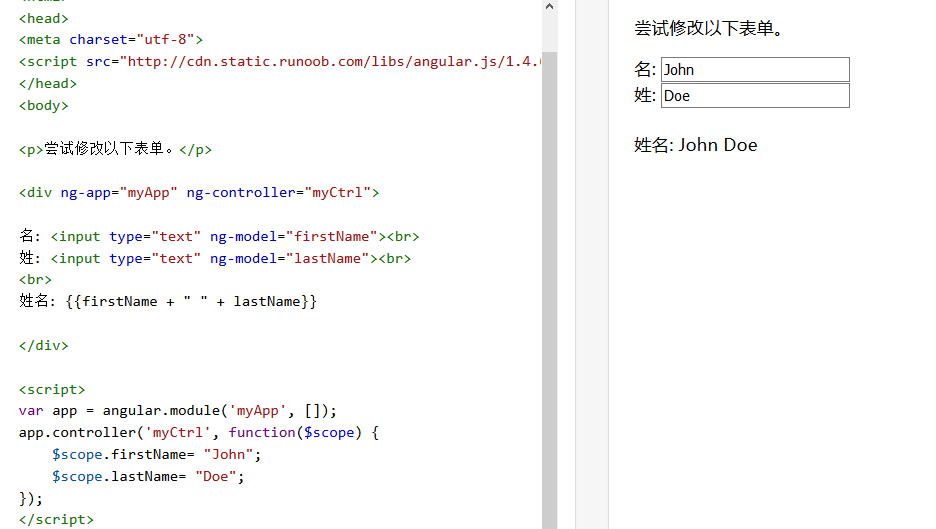 <head>
<meta charset="utf-8">
<script src="http://cdn.static.runoob.com/libs/angular.js/1.4.
</head>
<body>
<p>尝试修改以下表单。</p>
<div ng-app="myApp" ng-controller="myCtrl">
名: <input type="text" ng-model="firstName"><br>
姓: <input type="text" ng-model="lastName"><br>
<br>
姓名: {{firstName + " " + lastName}}
</div>
<script>
var app = angular.module('myApp', []);
app.controller('myCtrl', function($scope) {
$scope.firstName= "John";
$scope.lastName= "Doe";
});
</script>
尝试修改以下表单。
名: John
姓: Doe
姓名: John Doe